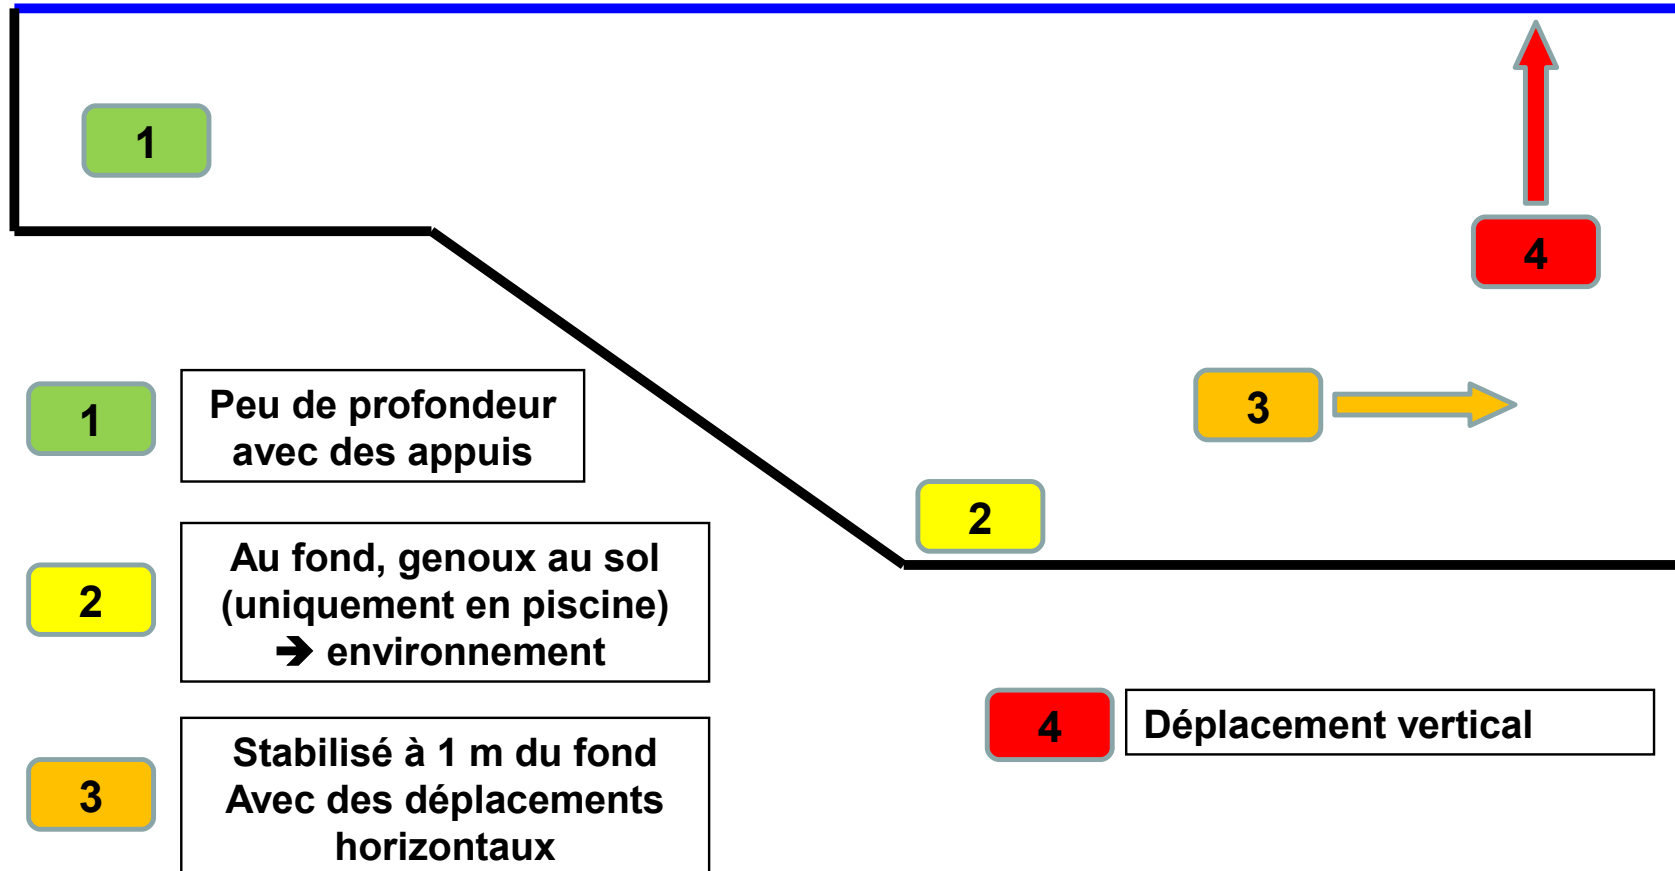 1
4
3
2
1
Peu de profondeur
avec des appuis
2
Au fond, genoux au sol
(uniquement en piscine)
➔ environnement
3
Stabilisé à 1 m du fond
Avec des déplacements
horizontaux
4
Déplacement vertical